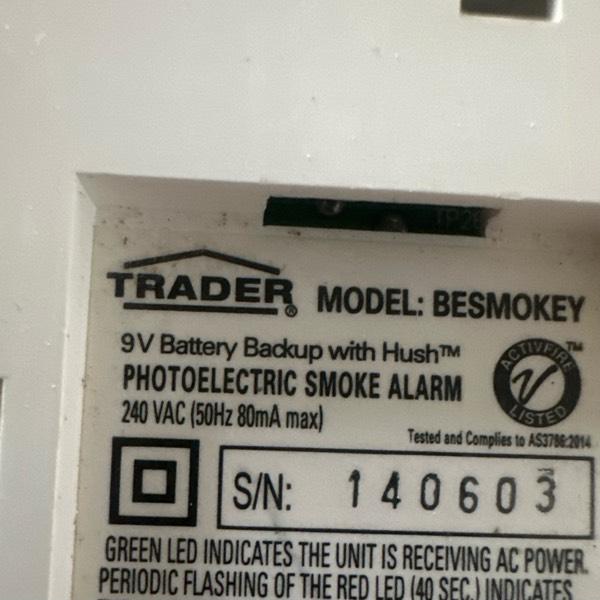 TP28
TRADER® MODEL: BESMOKEY
9V Battery Backup with Hush™
PHOTOELECTRIC SMOKE ALARM
240 VAC (50Hz 80mA max)
ACTIVFIRE™
LISTED
Tested and Complies to AS3786:2014
S/N: 140603
GREEN LED INDICATES THE UNIT IS RECEIVING AC POWER.
PERIODIC FLASHING OF THE RED LED (40 SEC.) INDICATES